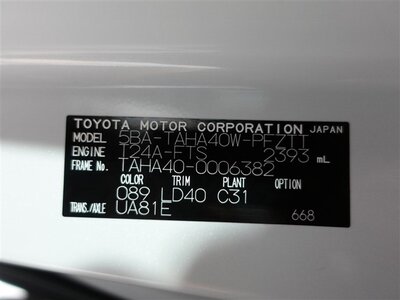 TOYOTA MOTOR CORPORATION JAPAN
MODEL 5BA-TAHA40W-PFZTT
ENGINE T24A-FTS 2393 mL
FRAME No. TAHA40-0006382
COLOR TRIM PLANT OPTION
089 LD40 C31
TRANS./AXLE UA81E
668